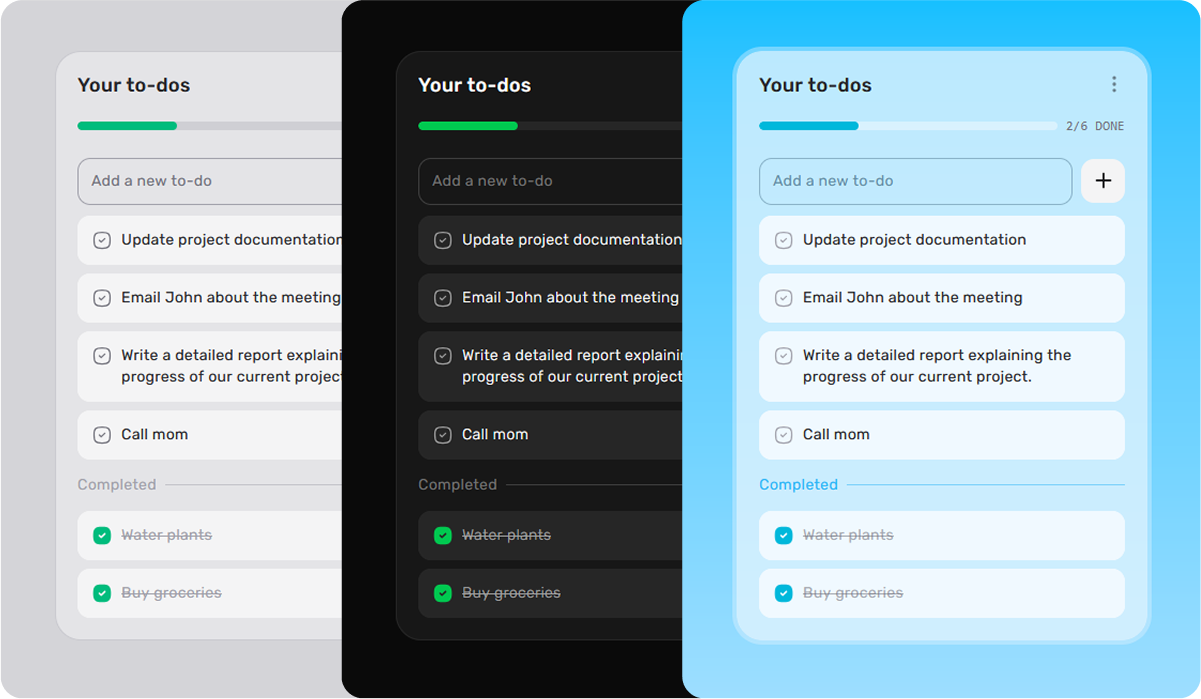 Your to-dos
Add a new to-do
Update project documentation
Email John about the meeting
Write a detailed report explaini
progress of our current project
Call mom
Completed
Water plants
Buy groceries
Your to-dos
Add a new to-do
Update project documentation
Email John about the meeting
Write a detailed report explainin
progress of our current project
Call mom
Completed
Water plants
Buy groceries
Your to-dos
2/6 DONE
Add a new to-do
Update project documentation
Email John about the meeting
Write a detailed report explaining the
progress of our current project.
Call mom
Completed
Water plants
Buy groceries